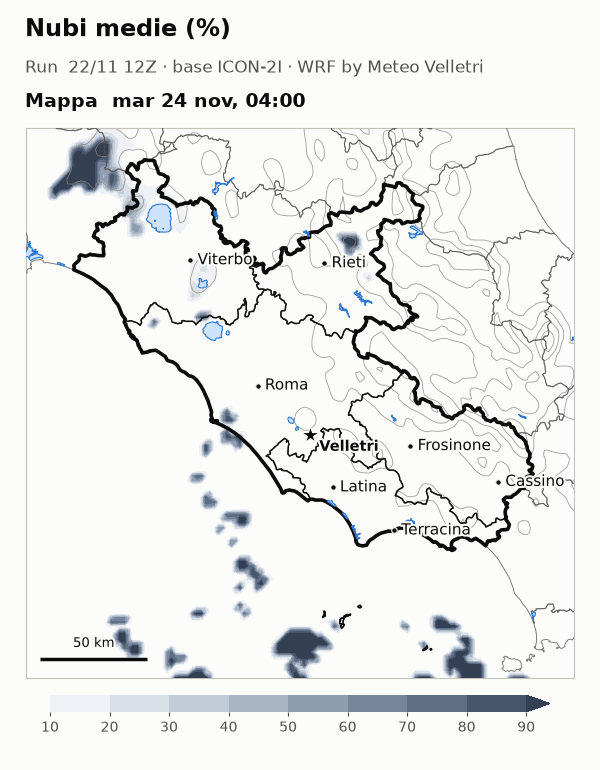 Nubi medie (%)
Run  22/11 12Z · base ICON-2I · WRF by Meteo Velletri
Mappa  mar 24 nov, 04:00
Viterbo
Rieti
Roma
Velletri
Frosinone
Cassino
Latina
Terracina
50 km
10 20 30 40 50 60 70 80 90